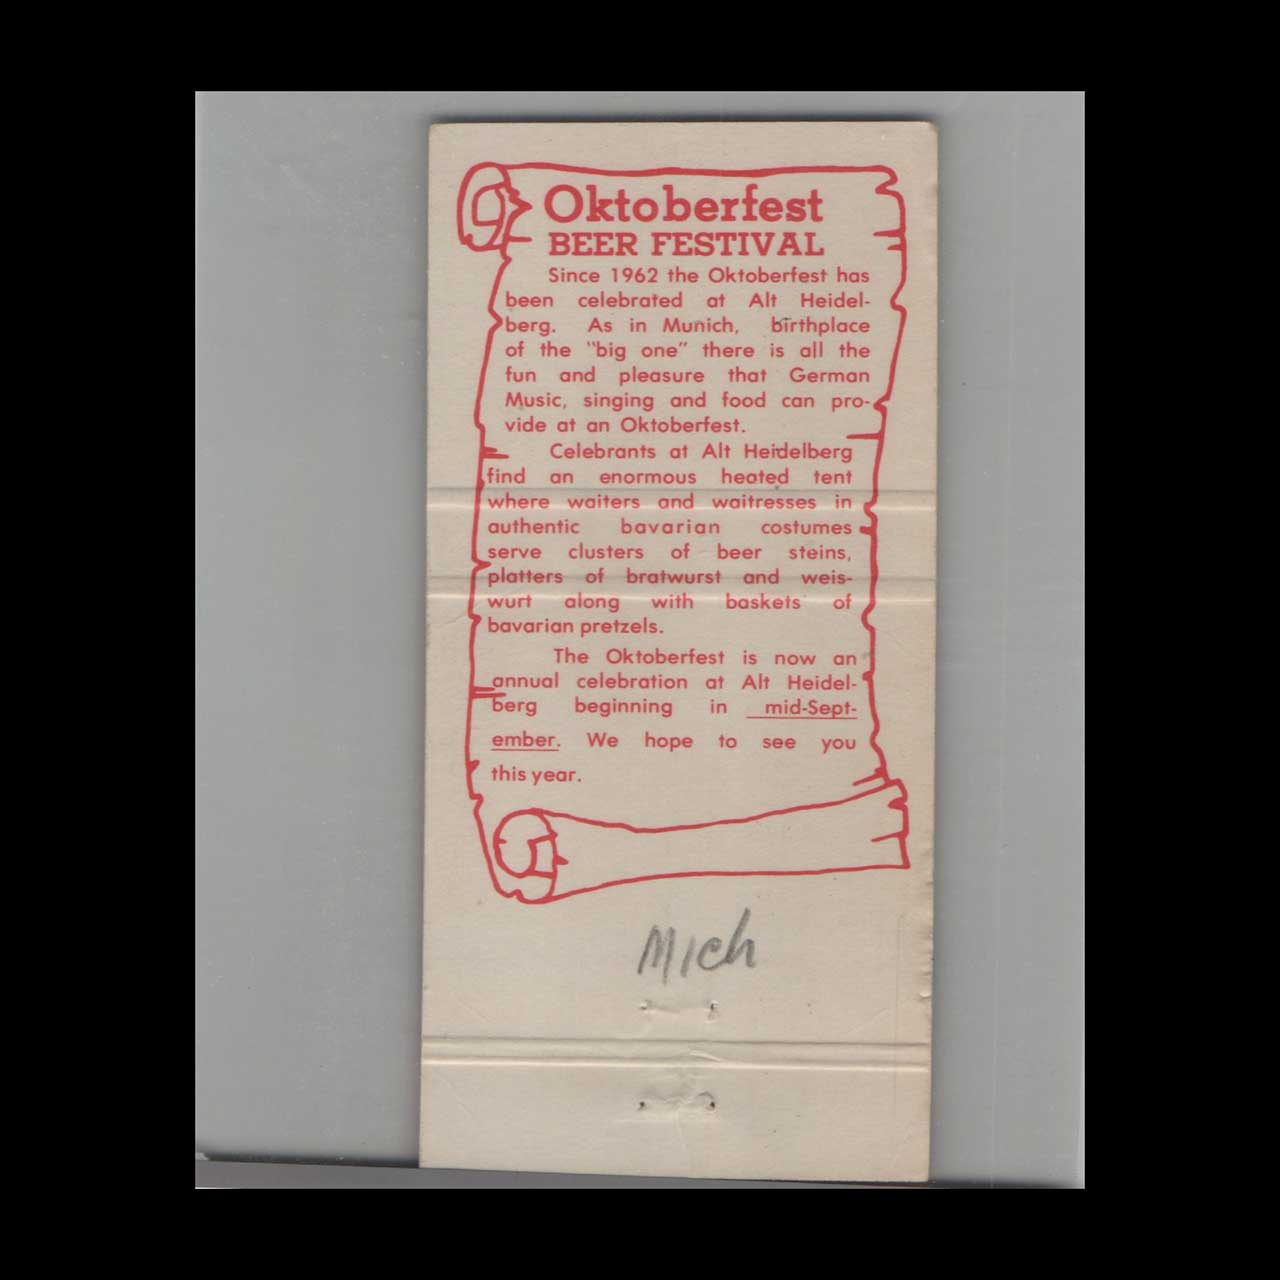 Oktoberfest
BEER FESTIVAL
Since 1962 the Oktoberfest has
been celebrated at Alt Heidel-
berg. As in Munich, birthplace
of the "big one" there is all the
fun and pleasure that German
Music, singing and food can pro-
vide at an Oktoberfest.
Celebrants at Alt Heidelberg
find an enormous heated tent
where waiters and waitresses in
authentic bavarian costumes
serve clusters of beer steins,
platters of bratwurst and weis-
wurt along with baskets of
bavarian pretzels.
The Oktoberfest is now an
annual celebration at Alt Heidel-
berg beginning in mid-Sept-
ember. We hope to see you
this year.
Mich